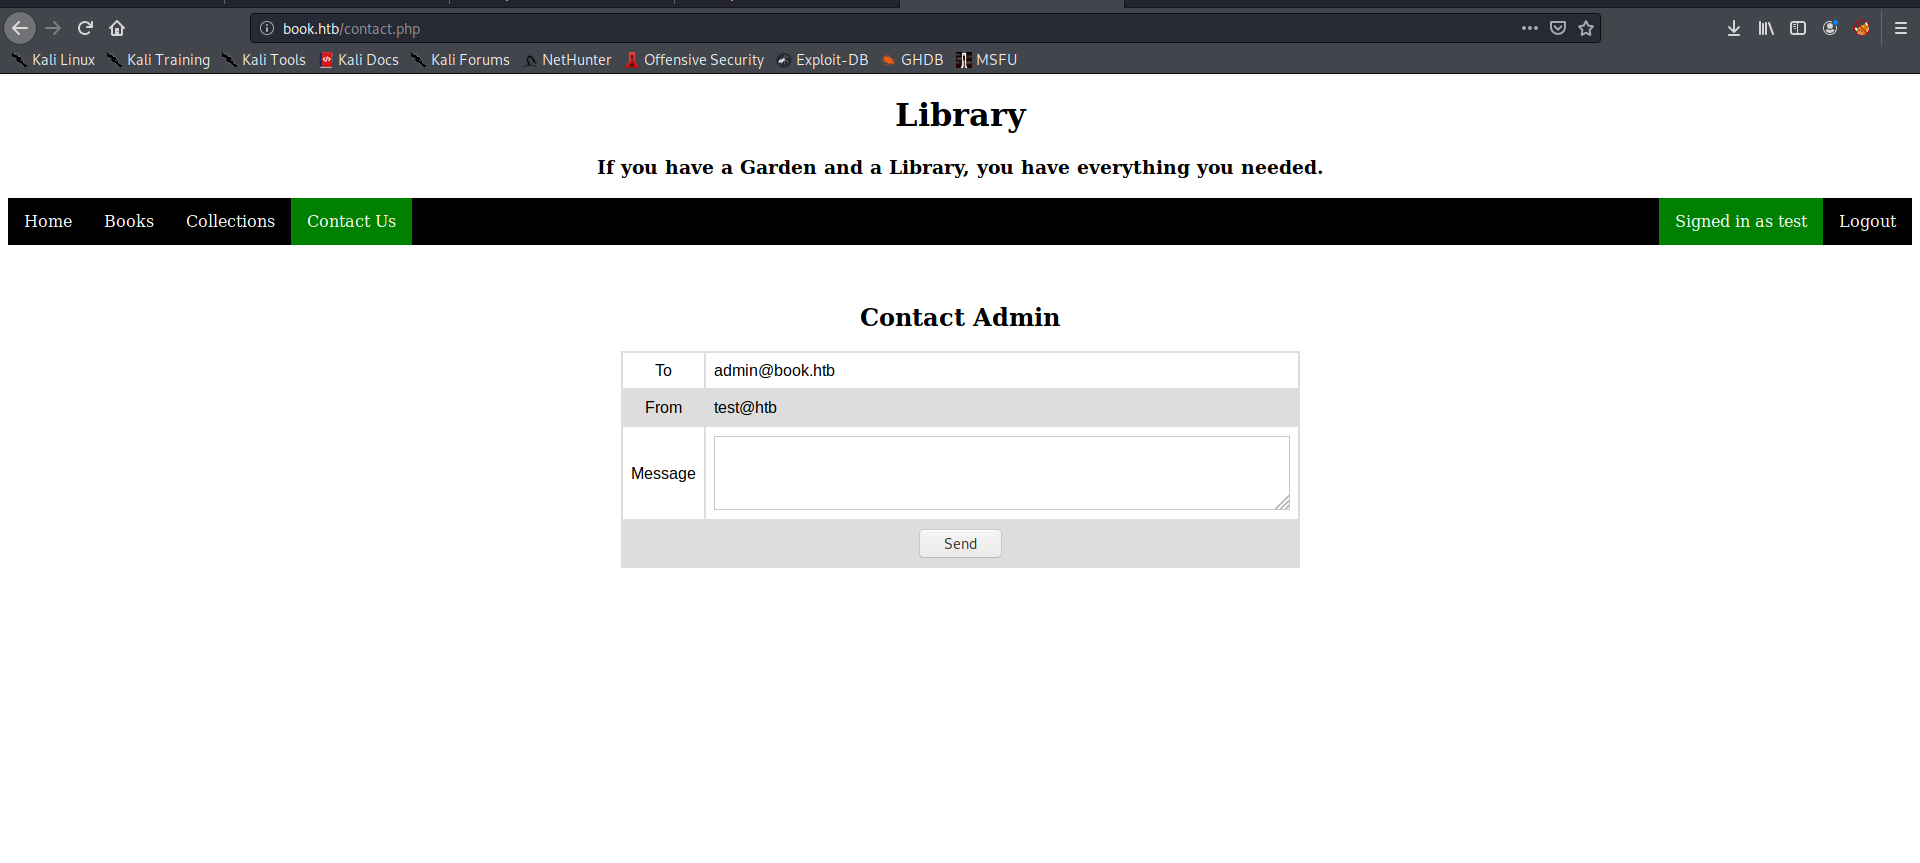 book.htb/contact.php
Kali Linux Kali Training Kali Tools Kali Docs Kali Forums NetHunter Offensive Security Exploit-DB GHDB MSFU
Library
If you have a Garden and a Library, you have everything you needed.
Home Books Collections Contact Us Signed in as test Logout
Contact Admin
To admin@book.htb
From test@htb
Message
Send